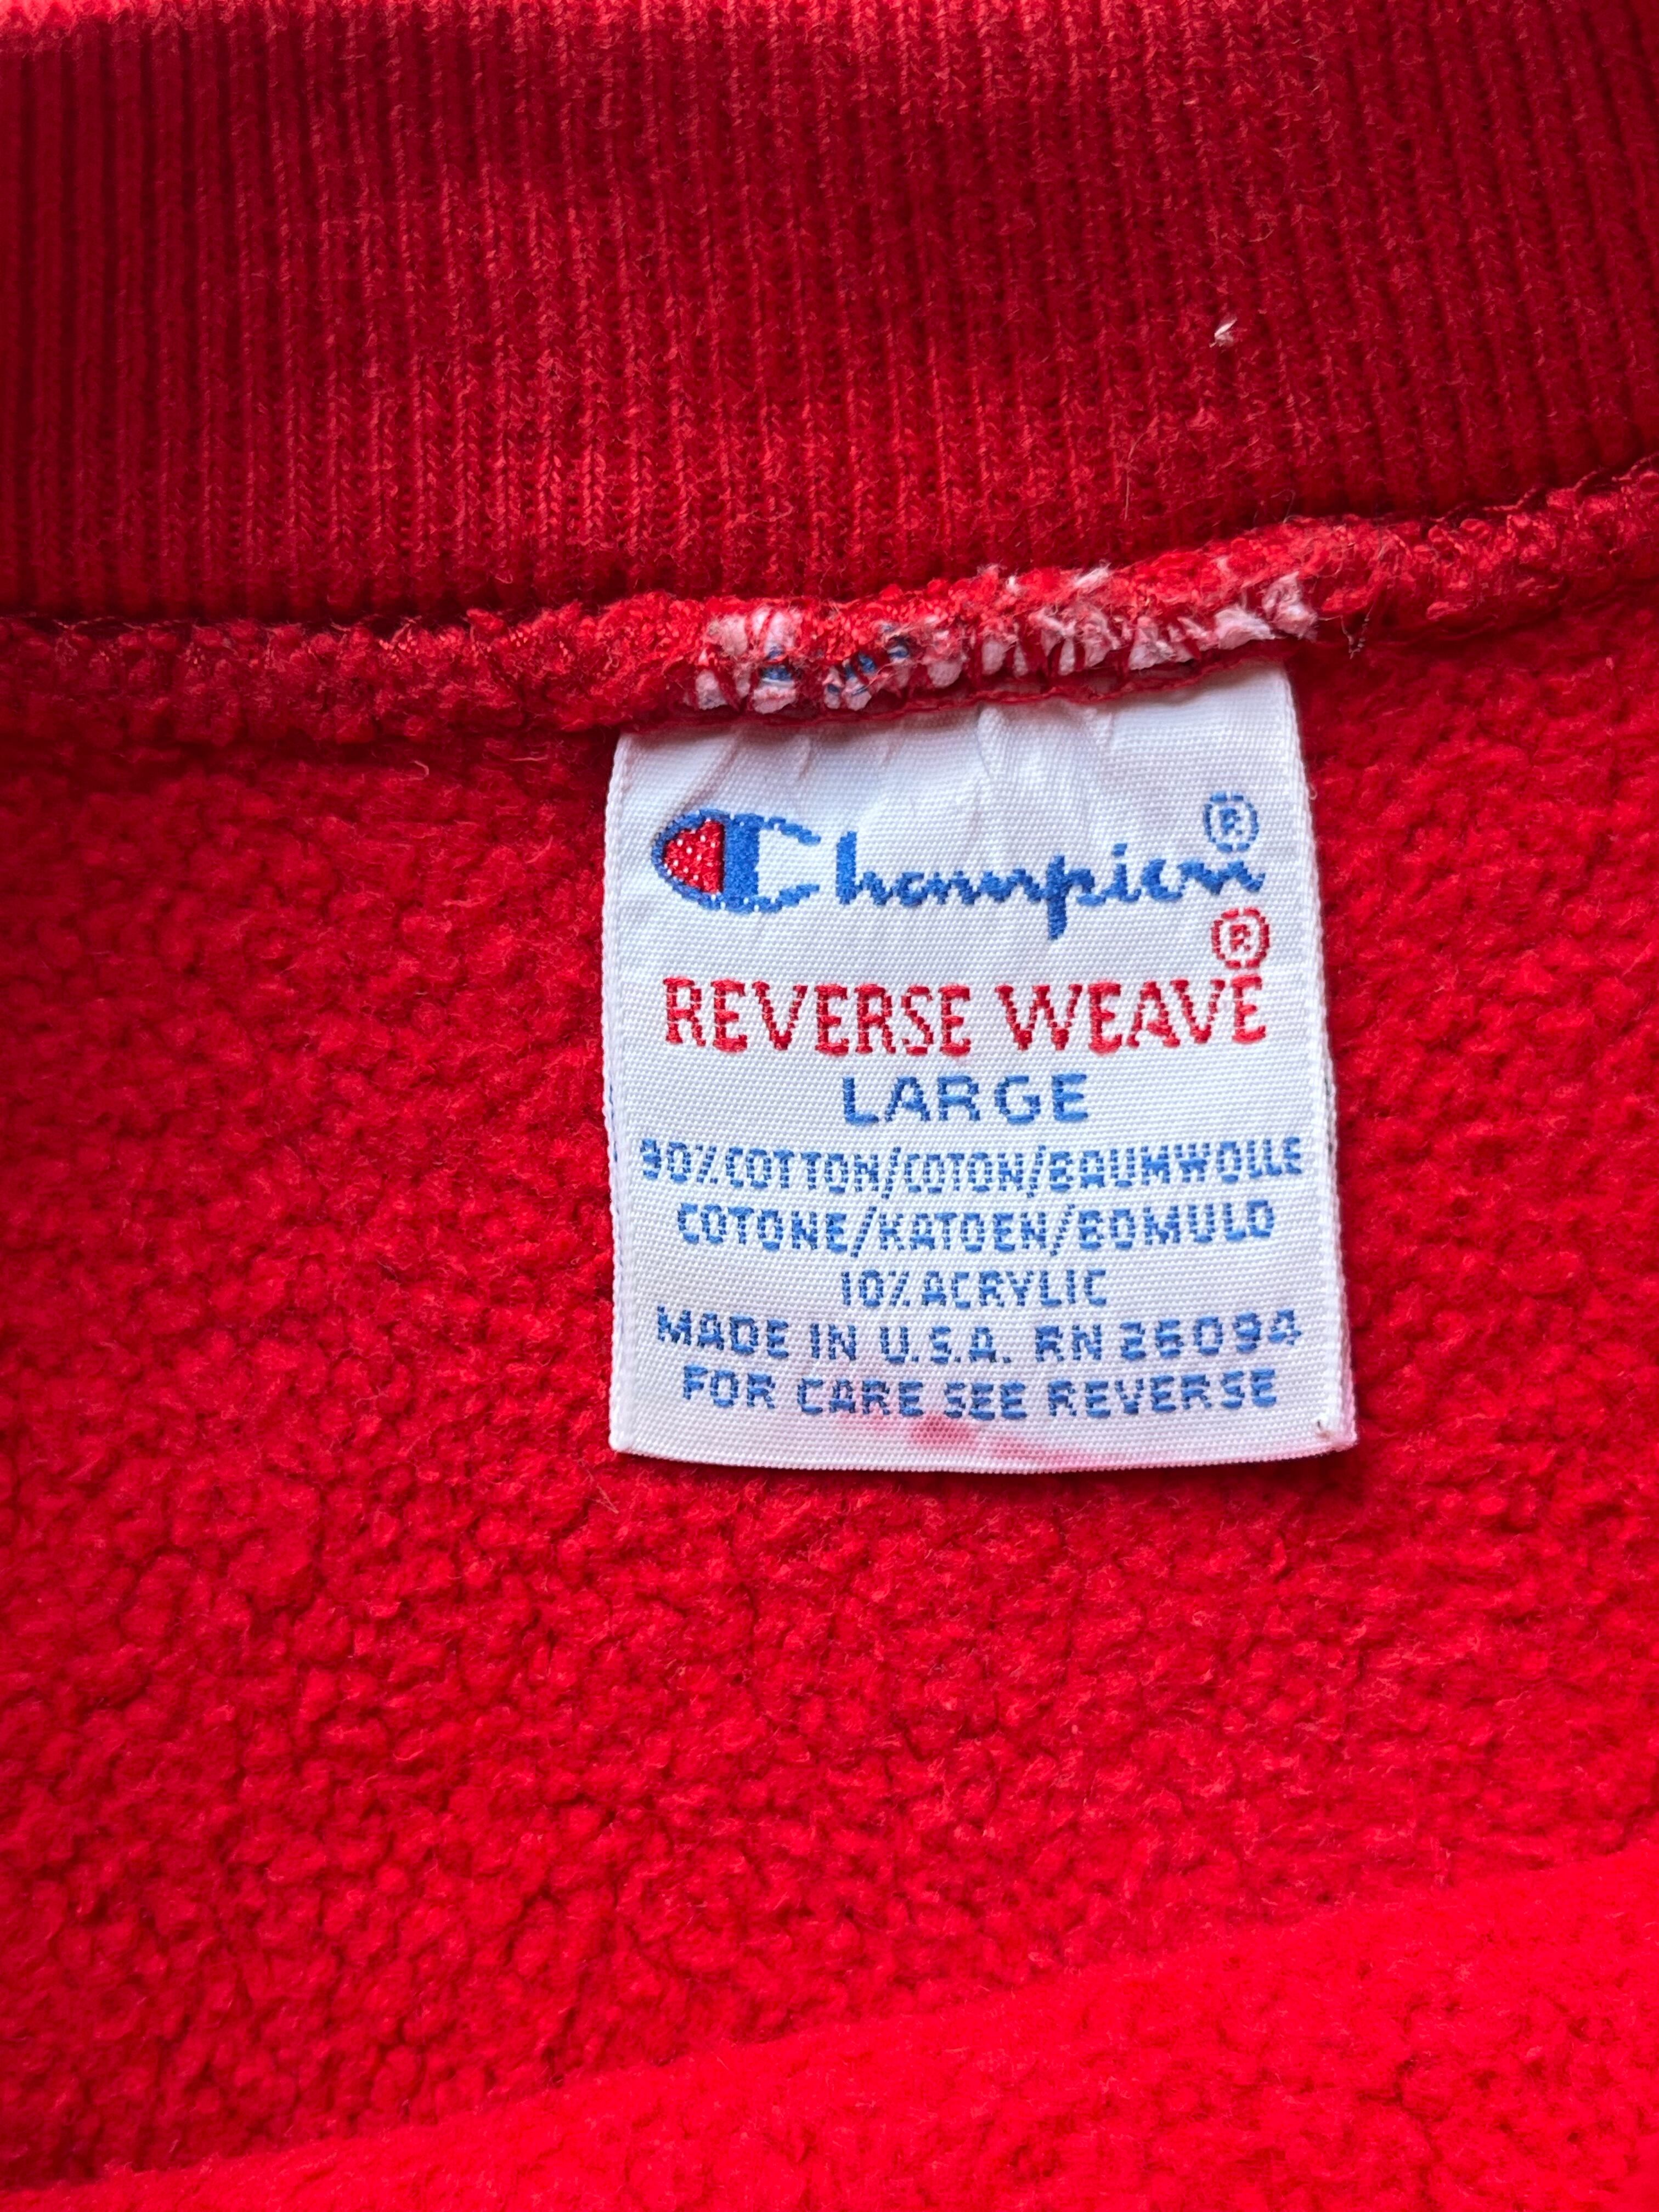 Champion®
REVERSE WEAVE®
LARGE
90% COTTON/COTON/BAUMWOLLE
COTONE/KATOEN/BOMULD
10% ACRYLIC
MADE IN U.S.A. RN 26094
FOR CARE SEE REVERSE